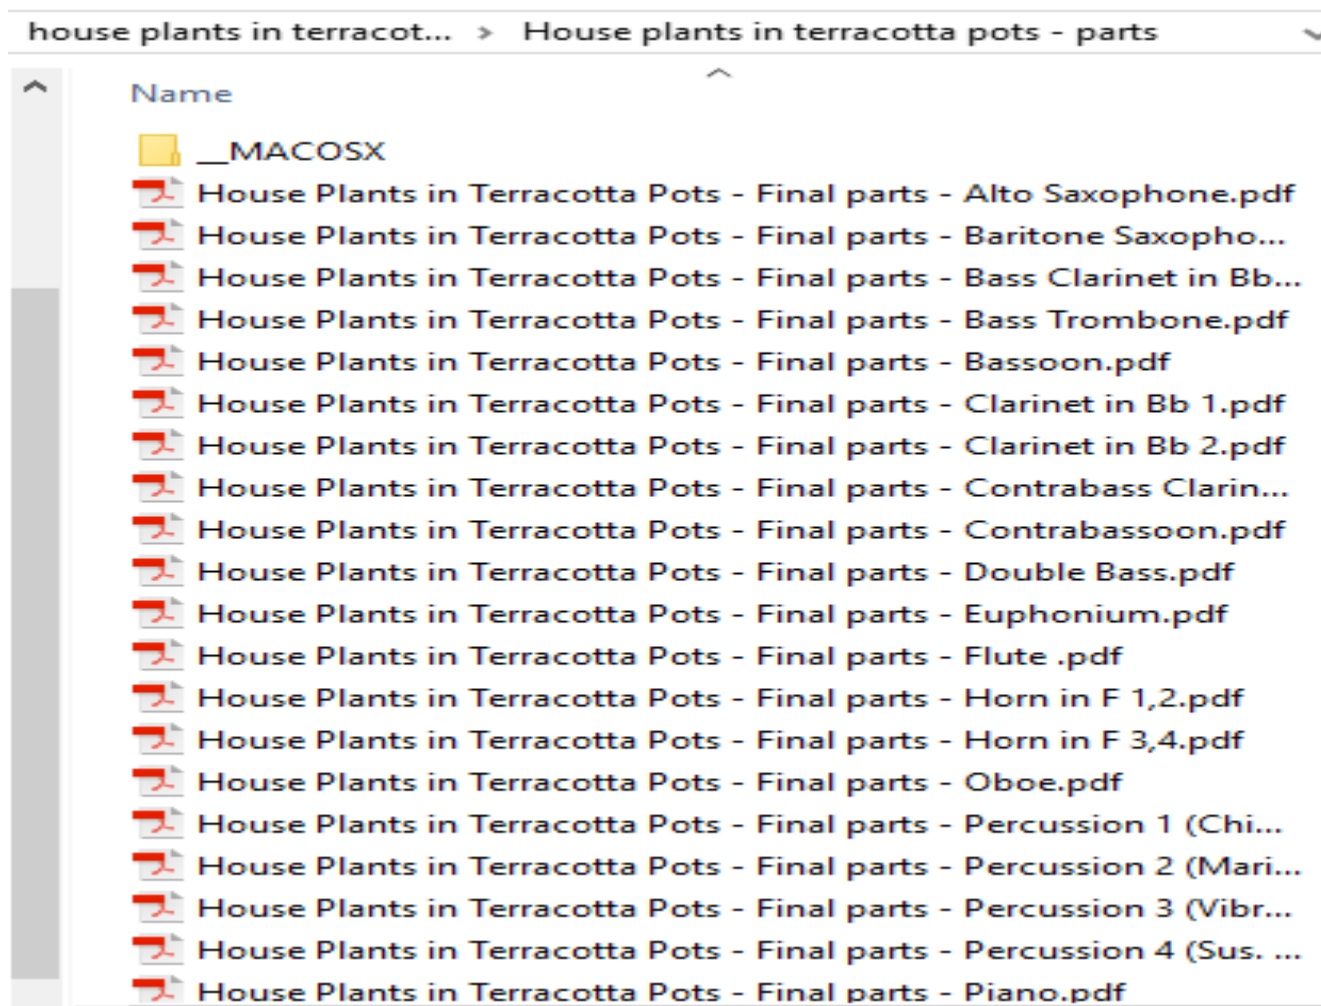 house plants in terracot... > House plants in terracotta pots - parts
Name
__MACOSX
House Plants in Terracotta Pots - Final parts - Alto Saxophone.pdf
House Plants in Terracotta Pots - Final parts - Baritone Saxopho...
House Plants in Terracotta Pots - Final parts - Bass Clarinet in Bb...
House Plants in Terracotta Pots - Final parts - Bass Trombone.pdf
House Plants in Terracotta Pots - Final parts - Bassoon.pdf
House Plants in Terracotta Pots - Final parts - Clarinet in Bb 1.pdf
House Plants in Terracotta Pots - Final parts - Clarinet in Bb 2.pdf
House Plants in Terracotta Pots - Final parts - Contrabass Clarin...
House Plants in Terracotta Pots - Final parts - Contrabassoon.pdf
House Plants in Terracotta Pots - Final parts - Double Bass.pdf
House Plants in Terracotta Pots - Final parts - Euphonium.pdf
House Plants in Terracotta Pots - Final parts - Flute .pdf
House Plants in Terracotta Pots - Final parts - Horn in F 1,2.pdf
House Plants in Terracotta Pots - Final parts - Horn in F 3,4.pdf
House Plants in Terracotta Pots - Final parts - Oboe.pdf
House Plants in Terracotta Pots - Final parts - Percussion 1 (Chi...
House Plants in Terracotta Pots - Final parts - Percussion 2 (Mari...
House Plants in Terracotta Pots - Final parts - Percussion 3 (Vibr...
House Plants in Terracotta Pots - Final parts - Percussion 4 (Sus. ...
House Plants in Terracotta Pots - Final parts - Piano.pdf